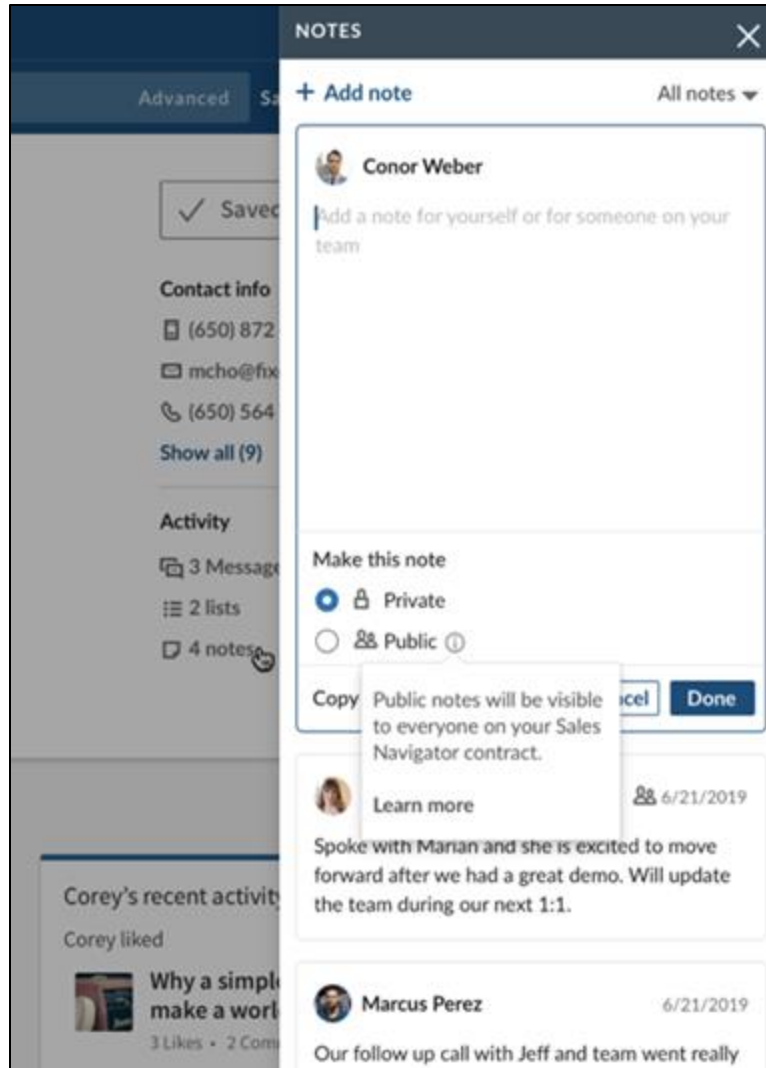 NOTES
Advanced
+ Add note
All notes
Conor Weber
Add a note for yourself or for someone on your
team
Saved
Contact info
(650) 872
(650) 564
Show all (9)
Activity
3 Message
2 lists
4 notes
Make this note
Private
Public
Copy
Done
Public notes will be visible
to everyone on your Sales
Navigator contract.
Learn more
6/21/2019
Spoke with Marian and she is excited to move
forward after we had a great demo. Will update
the team during our next 1:1.
Marcus Perez
6/21/2019
Our follow up call with Jeff and team went really
Corey's recent activity
Corey liked
Why a simple
make a worl
3 Likes • 2 Com